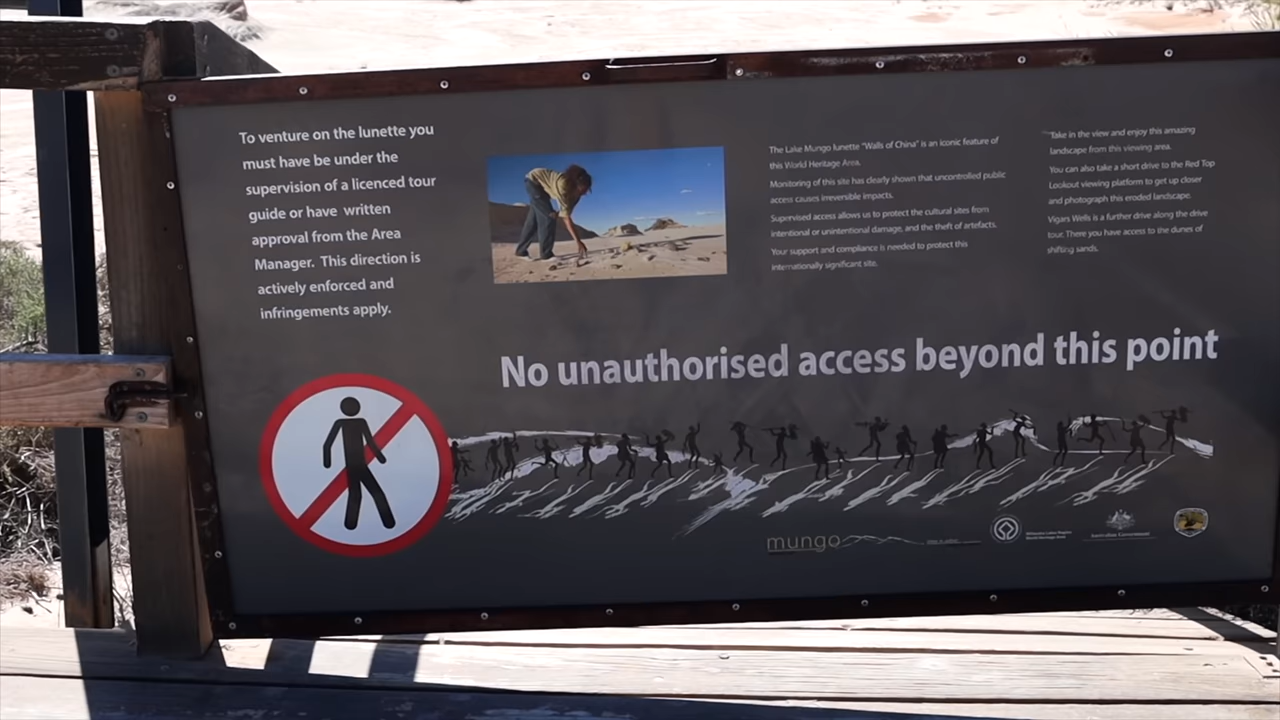 To venture on the lunette you
must have be under the
supervision of a licenced tour
guide or have written
approval from the Area
Manager. This direction is
actively enforced and
infringements apply.
The Lake Mungo lunette "Walls of China" is an iconic feature of
this World Heritage Area.
Monitoring of this site has clearly shown that uncontrolled public
access causes irreversible impacts.
Supervised access allows us to protect the cultural sites from
intentional or unintentional damage, and the theft of artefacts.
Your support and compliance is needed to protect this
internationally significant site.
Take in the view and enjoy this amazing
landscape from this viewing area.
You can also take a short drive to the Red Top
Lookout viewing platform to get up closer
and photograph this eroded landscape.
Vigars Wells is a further drive along the drive
tour. There you have access to the dunes of
shifting sands.
No unauthorised access beyond this point
mungo
Willandra Lakes Region
World Heritage Area
Australian Government